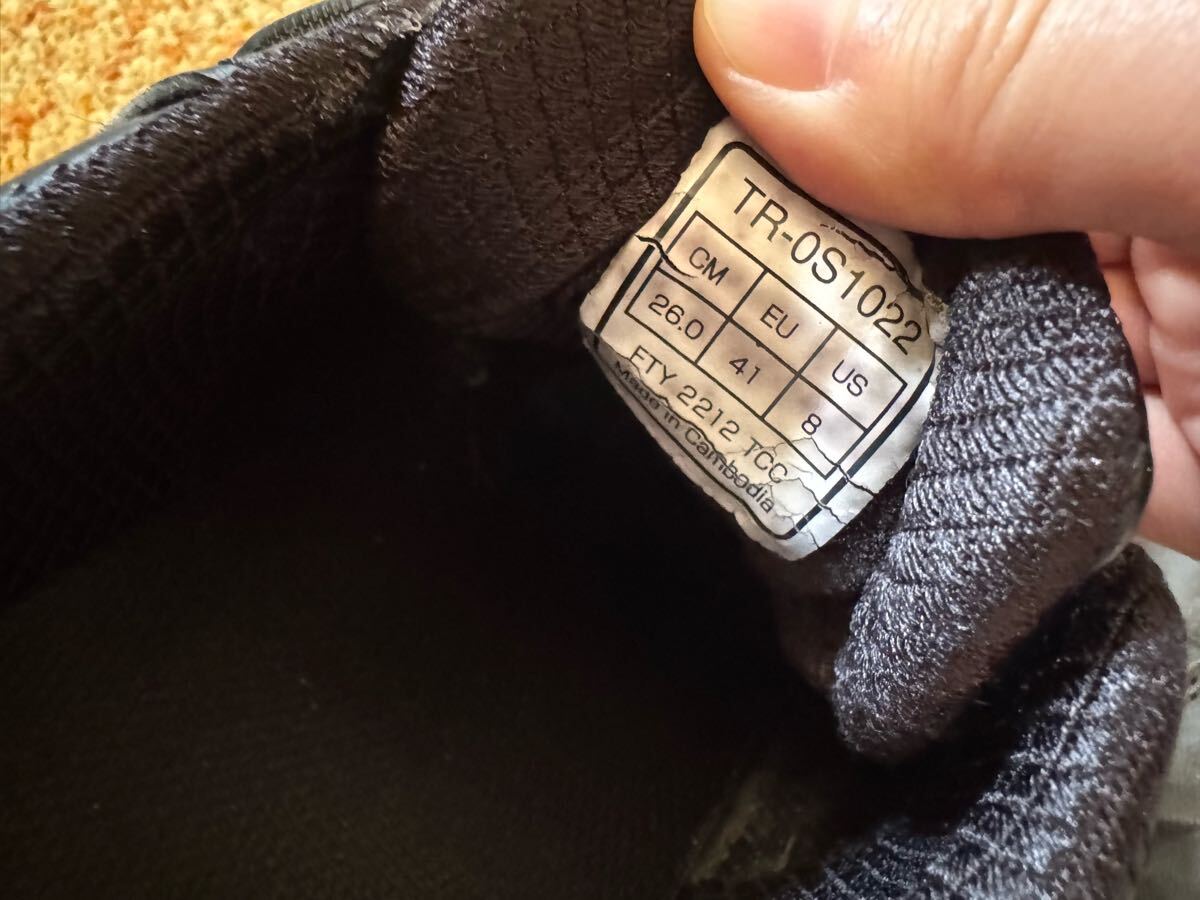 TR-0S1022
CM EU US
26.0 41 8
FTY 2212 TCC
Made in Cambodia